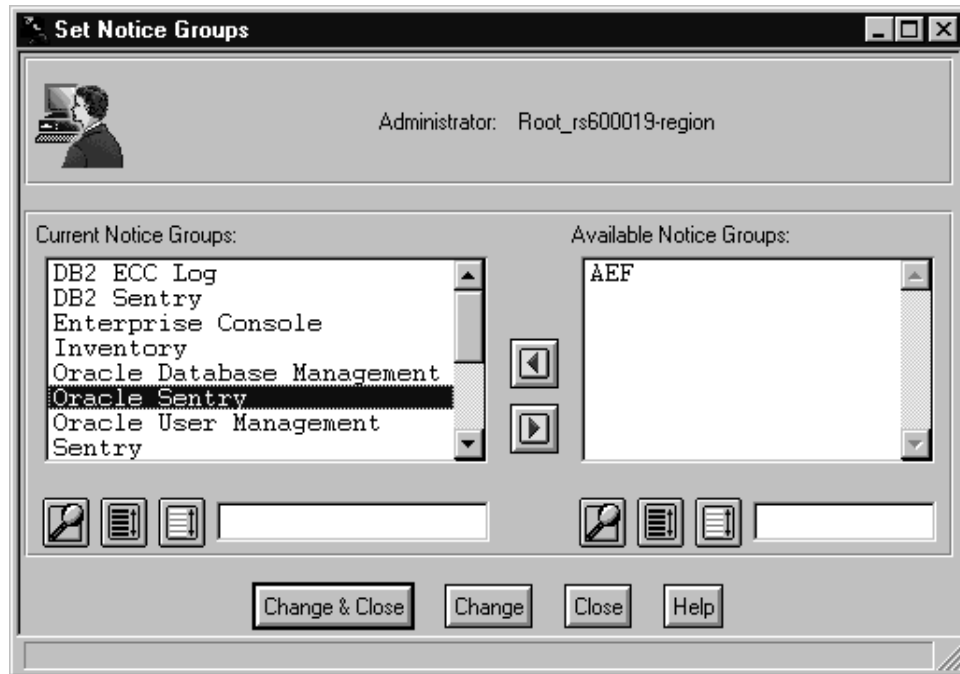 Set Notice Groups
Administrator: Root_rs600019-region
Current Notice Groups:
Available Notice Groups:
DB2 ECC Log
DB2 Sentry
Enterprise Console
Inventory
Oracle Database Management
Oracle Sentry
Oracle User Management
Sentry
AEF
Change & Close
Change
Close
Help